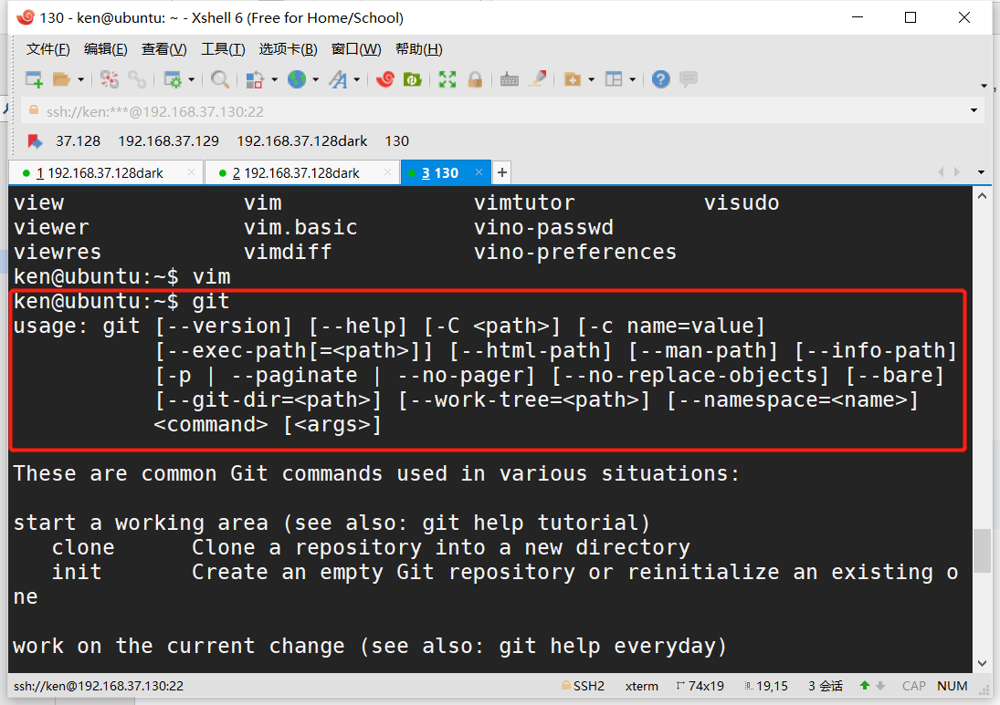 130 - ken@ubuntu: ~ - Xshell 6 (Free for Home/School)
文件(F) 编辑(E) 查看(V) 工具(T) 选项卡(B) 窗口(W) 帮助(H)
ssh://ken:***@192.168.37.130:22
37.128 192.168.37.129 192.168.37.128dark 130
1 192.168.37.128dark 2 192.168.37.128dark 3 130
view vim vimtutor visudo
viewer vim.basic vino-passwd
viewres vimdiff vino-preferences
ken@ubuntu:~$ vim
ken@ubuntu:~$ git
usage: git [--version] [--help] [-C <path>] [-c name=value]
[--exec-path[=<path>]] [--html-path] [--man-path] [--info-path]
[-p | --paginate | --no-pager] [--no-replace-objects] [--bare]
[--git-dir=<path>] [--work-tree=<path>] [--namespace=<name>]
<command> [<args>]
These are common Git commands used in various situations:
start a working area (see also: git help tutorial)
clone Clone a repository into a new directory
init Create an empty Git repository or reinitialize an existing o
ne
work on the current change (see also: git help everyday)
ssh://ken@192.168.37.130:22 SSH2 xterm 74x19 19,15 3 会话 CAP NUM